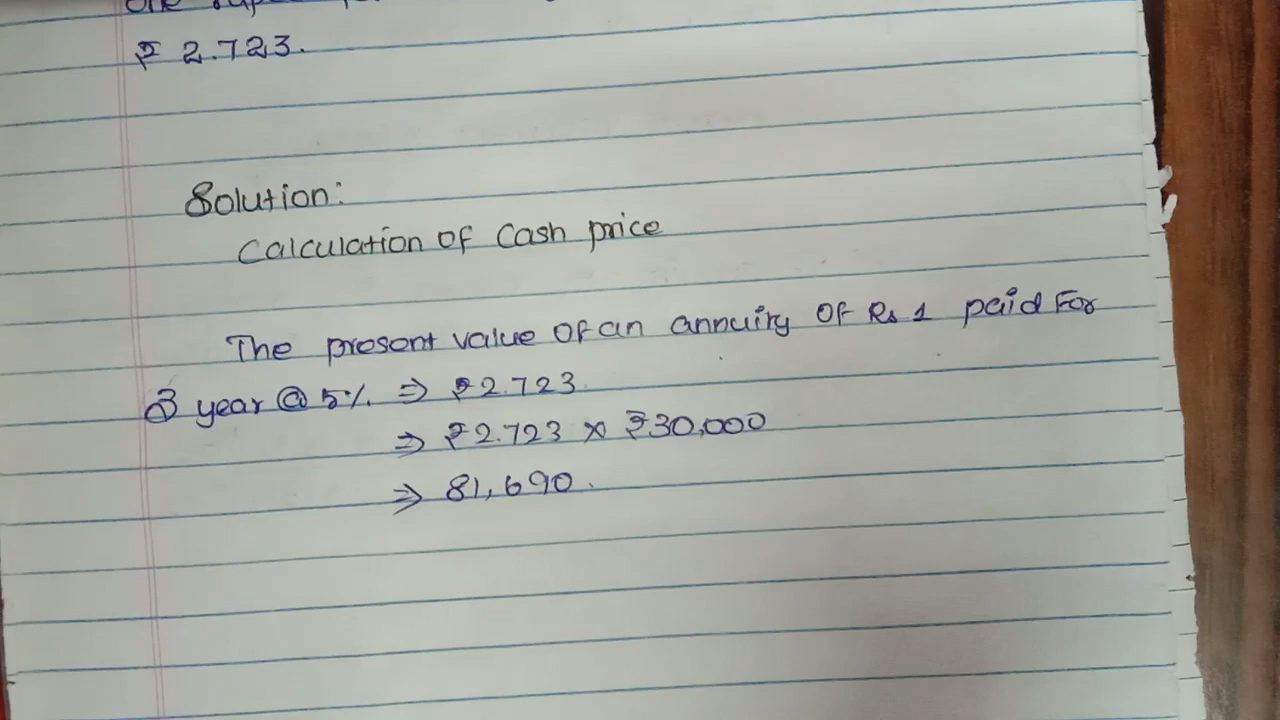 ₹ 2.723.
Solution:
Calculation of Cash price
The present value of an annuity of Rs 1 paid For
3 year @ 5% ⇒ ₹2.723.
⇒ ₹2.723 × ₹30,000
⇒ 81,690.